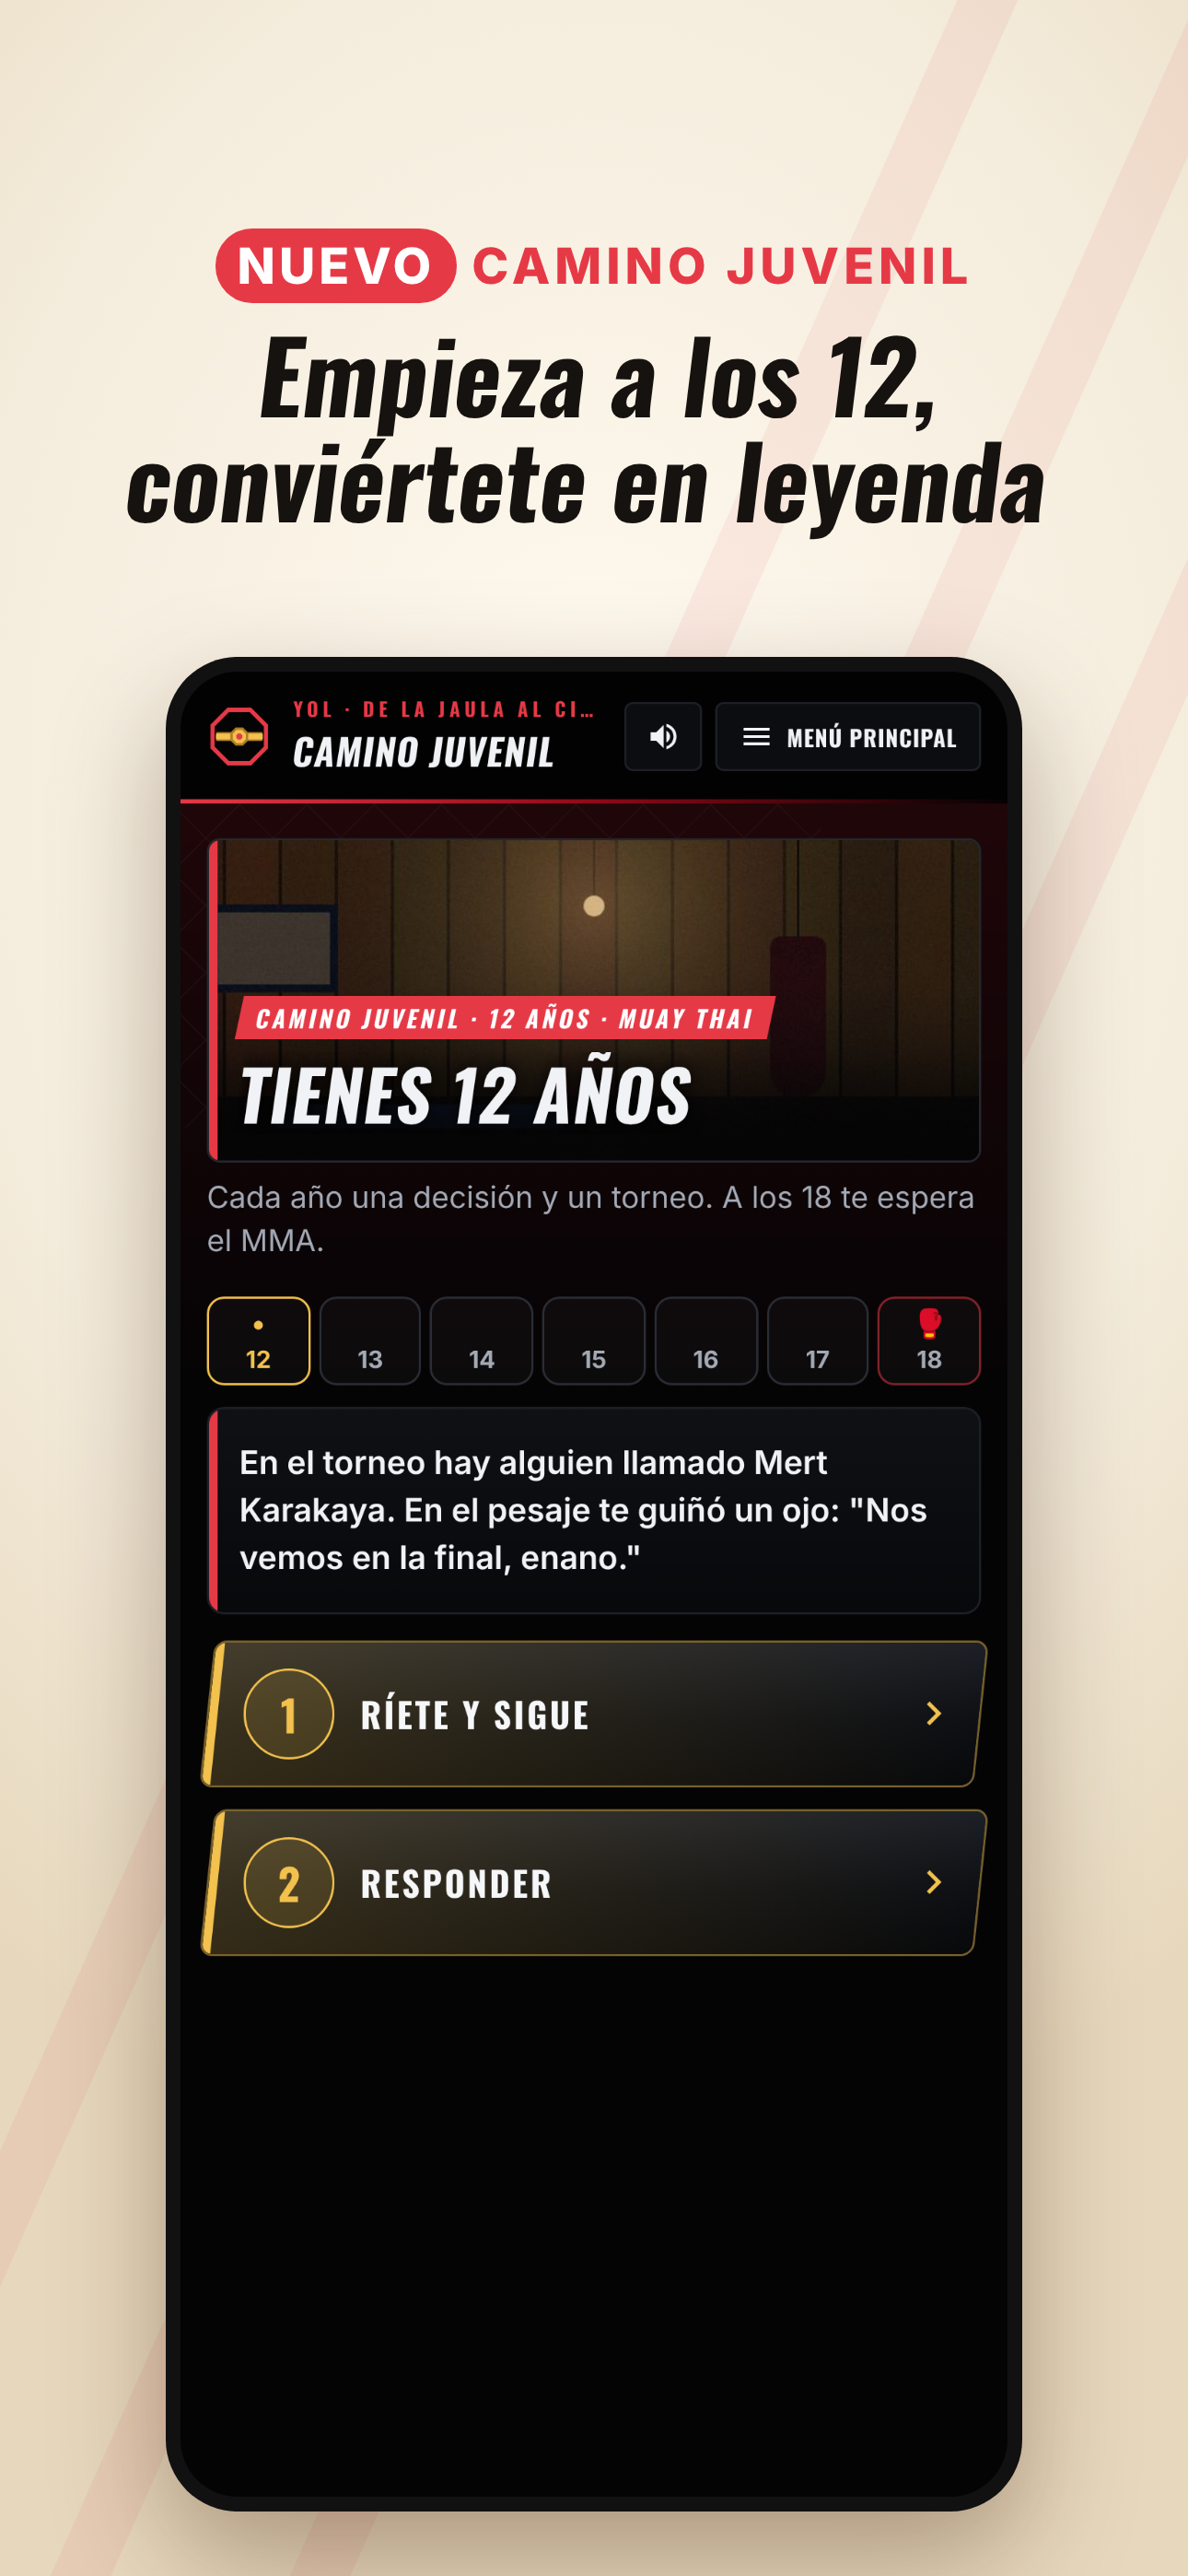 NUEVO CAMINO JUVENIL
Empieza a los 12,
conviértete en leyenda
YOL · DE LA JAULA AL CI…
CAMINO JUVENIL
MENÚ PRINCIPAL
CAMINO JUVENIL · 12 AÑOS · MUAY THAI
TIENES 12 AÑOS
Cada año una decisión y un torneo. A los 18 te espera
el MMA.
12 13 14 15 16 17 18
En el torneo hay alguien llamado Mert
Karakaya. En el pesaje te guiñó un ojo: "Nos
vemos en la final, enano."
1 RÍETE Y SIGUE
2 RESPONDER